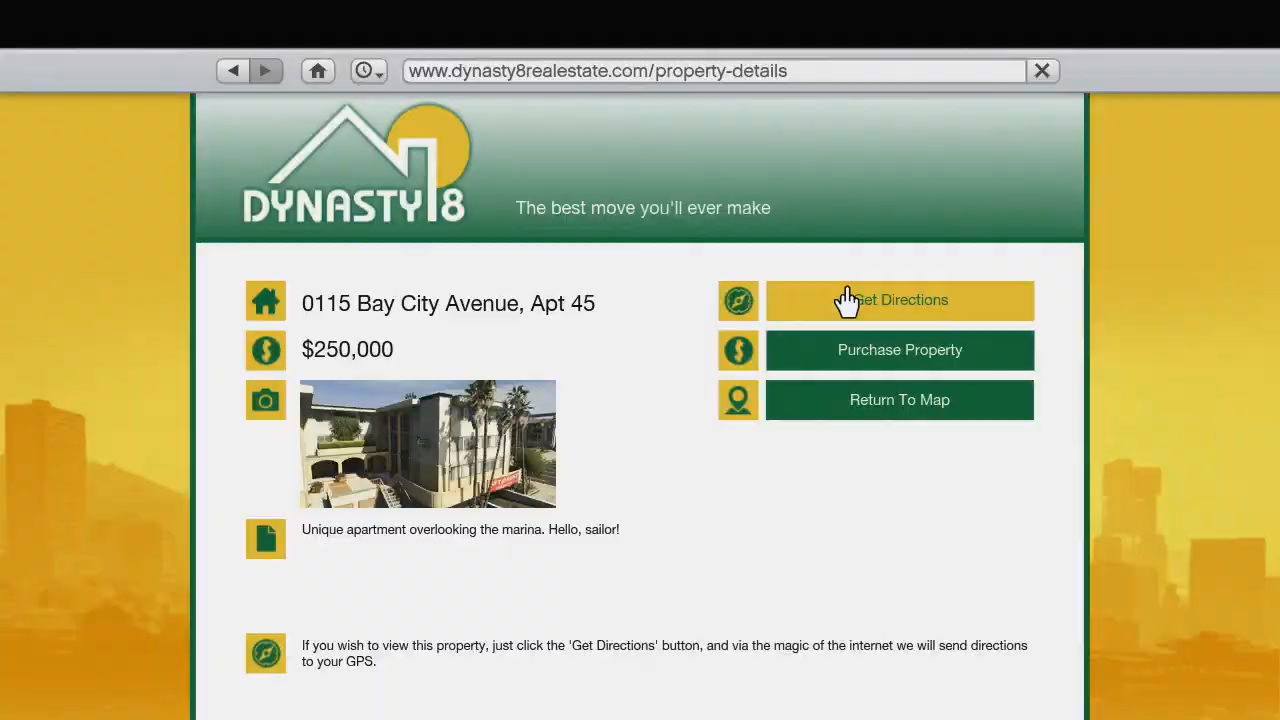 www.dynasty8realestate.com/property-details
DYNASTY 8
The best move you'll ever make
0115 Bay City Avenue, Apt 45
$250,000
Get Directions
Purchase Property
Return To Map
Unique apartment overlooking the marina. Hello, sailor!
If you wish to view this property, just click the 'Get Directions' button, and via the magic of the internet we will send directions
to your GPS.